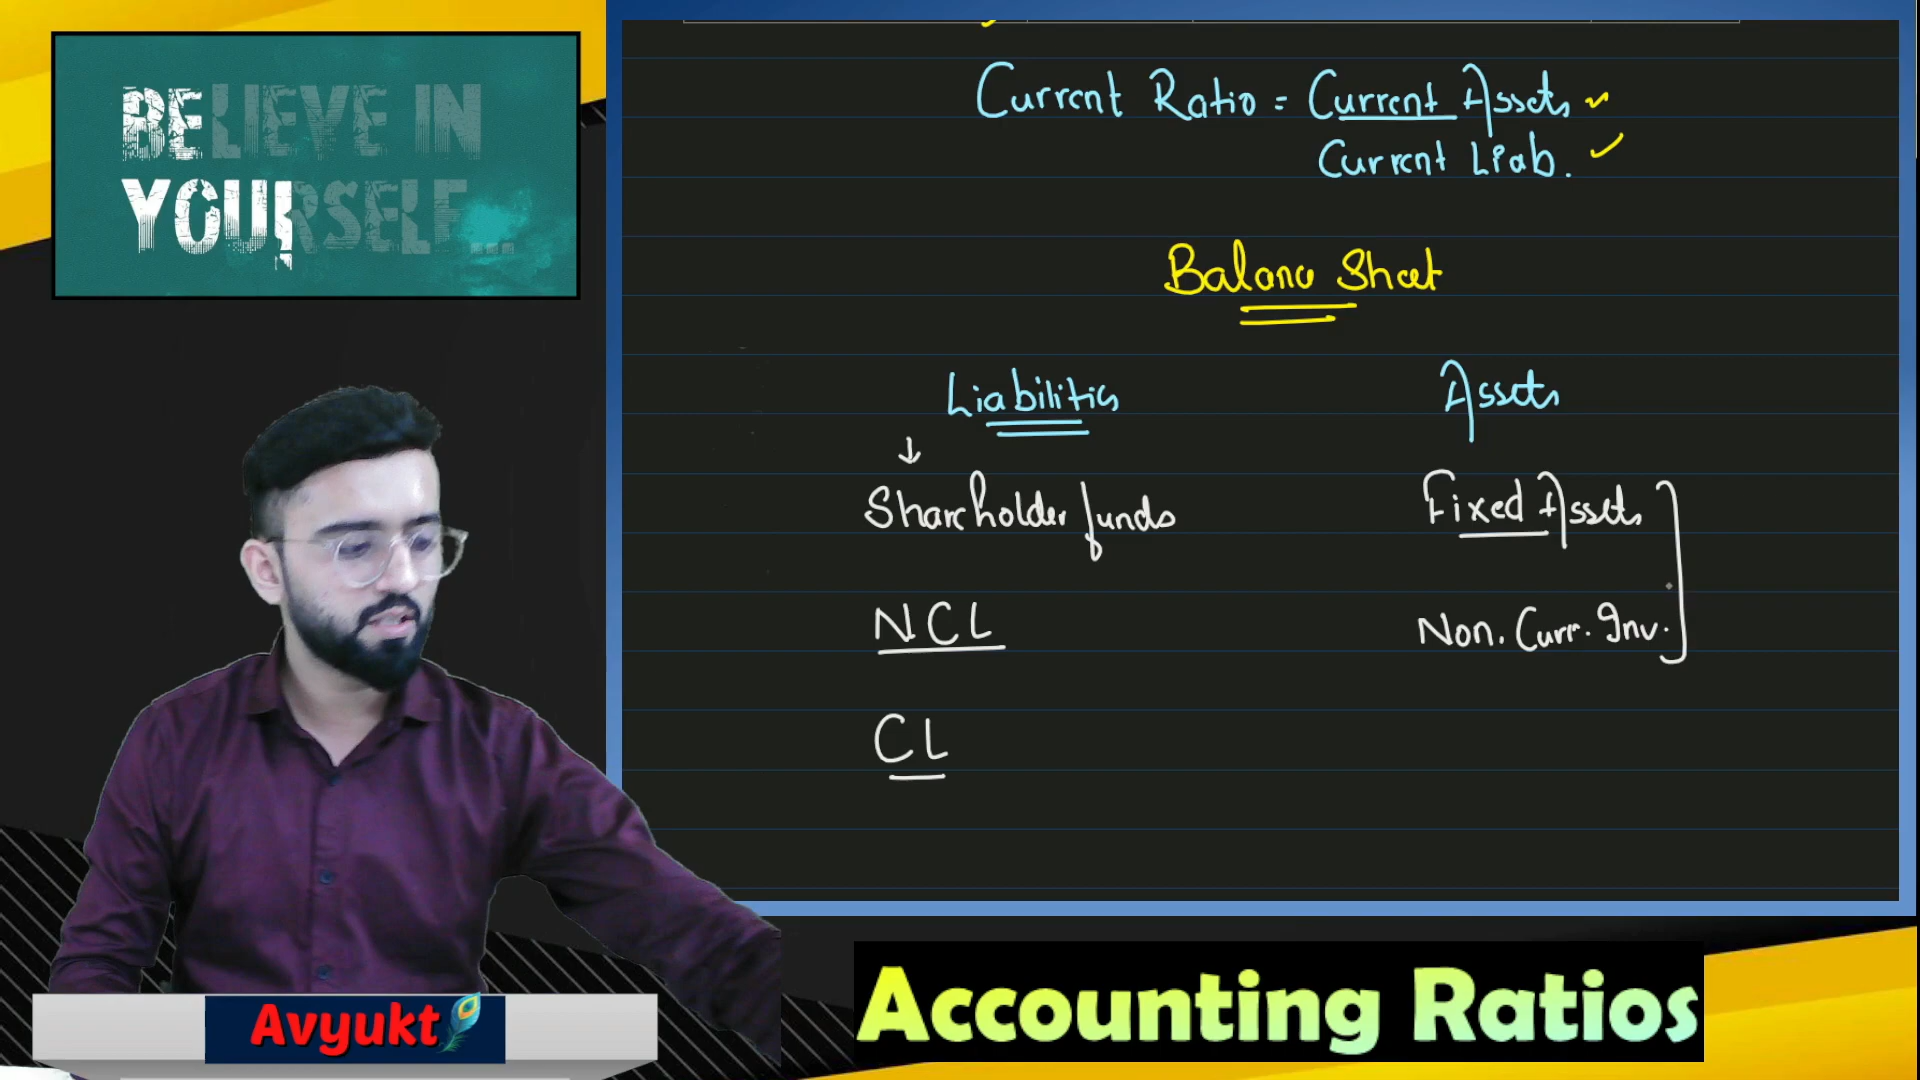 BELIEVE IN
YOURSELF...
Current Ratio = Current Assets
Current Liab.
Balance Sheet
Liabilities Assets
Shareholder funds Fixed Assets
NCL Non. Curr. Inv.
CL
Avyukt
Accounting Ratios